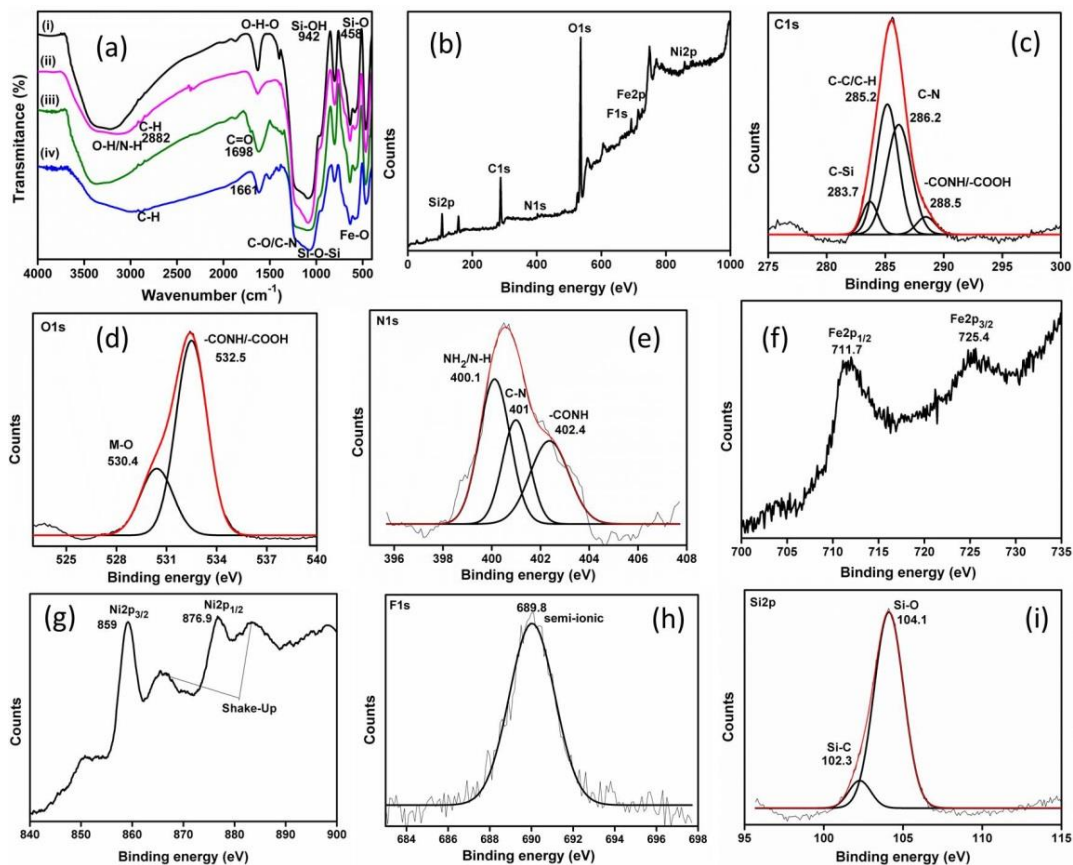 (a)
(i)
(ii)
(iii)
(iv)
O-H-O
Si-OH
942
Si-O
458
C-H
2882
O-H/N-H
C=O
1698
1661
C-H
C-O/C-N
Si-O-Si
Fe-O
Transmitance (%)
4000 3500 3000 2500 2000 1500 1000 500
Wavenumber (cm⁻¹)
(b)
O1s
Ni2p
Fe2p
F1s
C1s
N1s
Si2p
Counts
0 200 400 600 800 1000
Binding energy (eV)
C1s
(c)
C-C/C-H
285.2
C-N
286.2
C-Si
283.7
-CONH/-COOH
288.5
Counts
275 280 285 290 295 300
Binding energy (eV)
O1s
(d)
-CONH/-COOH
532.5
M-O
530.4
Counts
525 528 531 534 537 540
Binding energy (eV)
N1s
(e)
NH₂/N-H
400.1
C-N
401
-CONH
402.4
Counts
396 398 400 402 404 406 408
Binding energy (eV)
(f)
Fe2p₁/₂
711.7
Fe2p₃/₂
725.4
Counts
700 705 710 715 720 725 730 735
Binding energy (eV)
(g)
Ni2p₃/₂
859
Ni2p₁/₂
876.9
Shake-Up
Counts
840 850 860 870 880 890 900
Binding energy (eV)
F1s
(h)
689.8
semi-ionic
Counts
684 686 688 690 692 694 696 698
Binding energy (eV)
Si2p
(i)
Si-O
104.1
Si-C
102.3
Counts
95 100 105 110 115
Binding energy (eV)